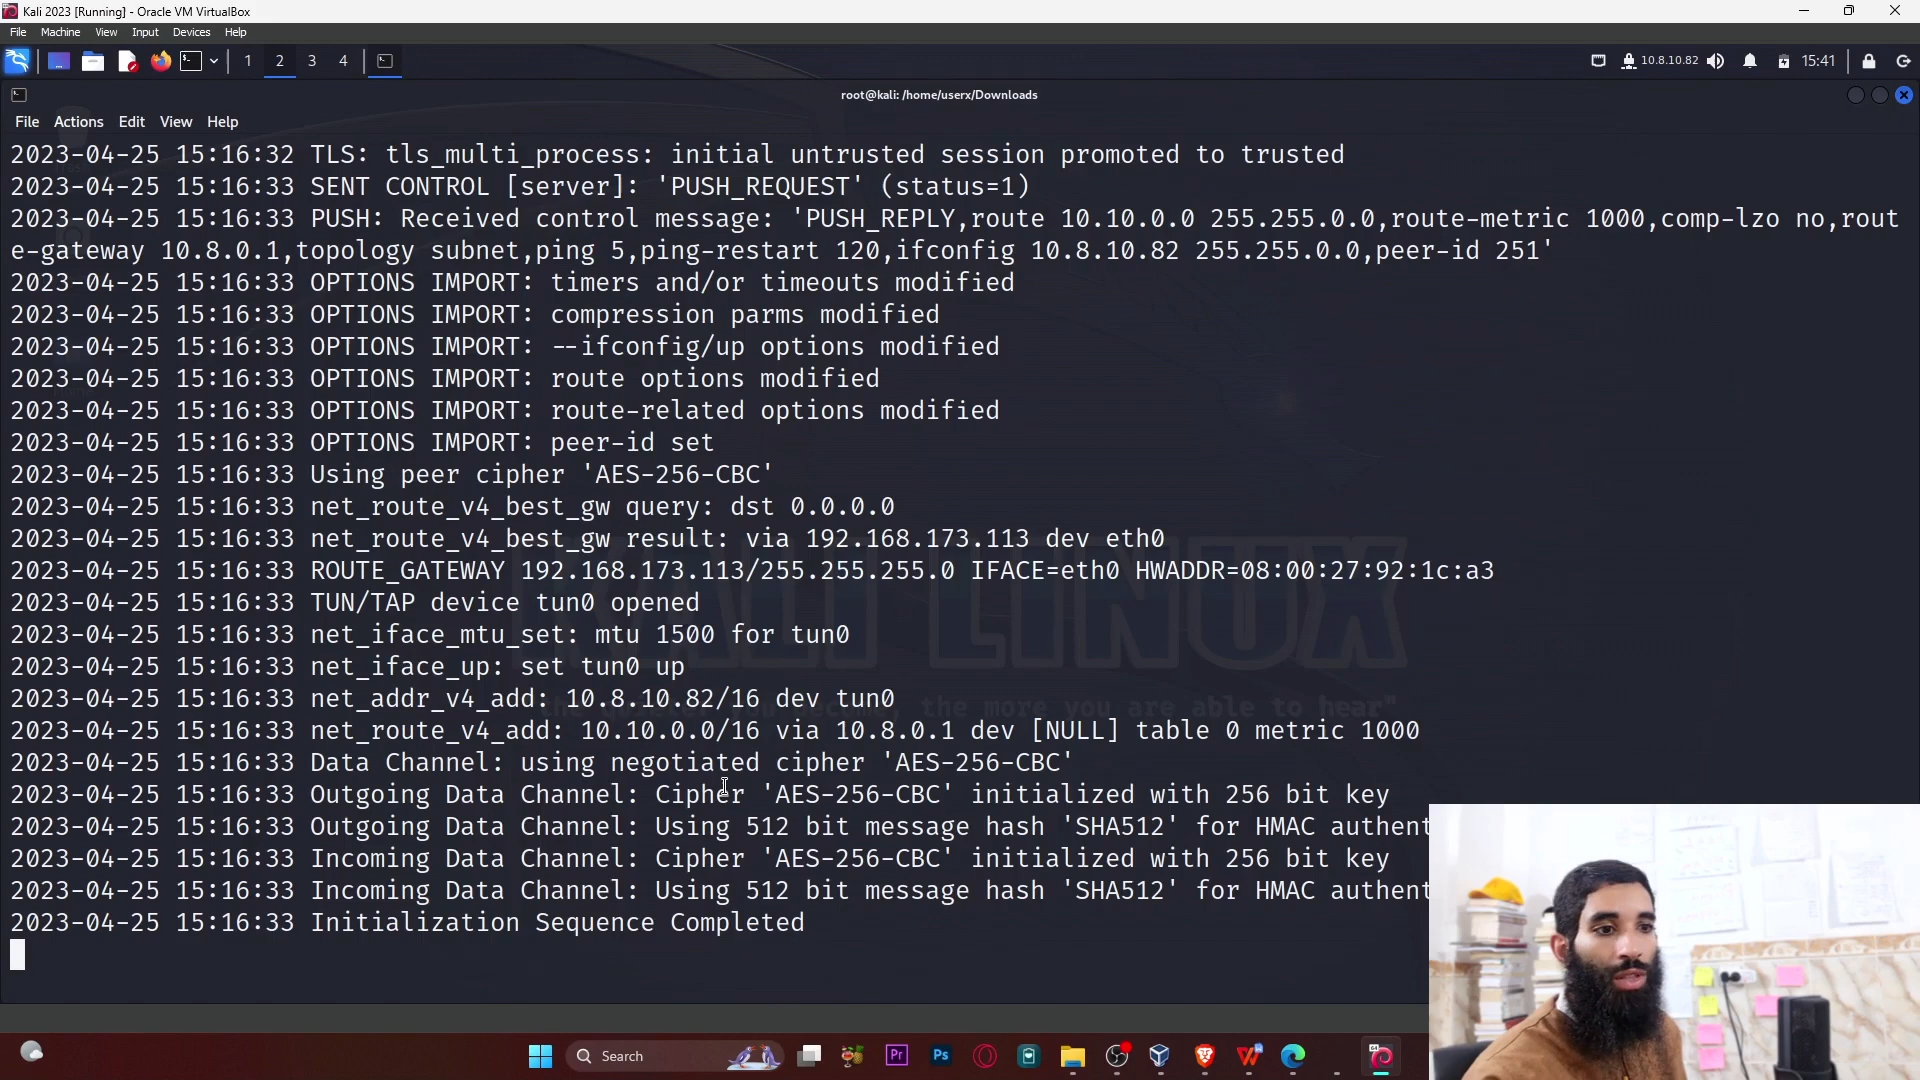 Kali 2023 [Running] - Oracle VM VirtualBox
File Machine View Input Devices Help
1 2 3 4 10.8.10.82 15:41
root@kali: /home/userx/Downloads
File Actions Edit View Help
2023-04-25 15:16:32 TLS: tls_multi_process: initial untrusted session promoted to trusted
2023-04-25 15:16:33 SENT CONTROL [server]: 'PUSH_REQUEST' (status=1)
2023-04-25 15:16:33 PUSH: Received control message: 'PUSH_REPLY,route 10.10.0.0 255.255.0.0,route-metric 1000,comp-lzo no,rout
e-gateway 10.8.0.1,topology subnet,ping 5,ping-restart 120,ifconfig 10.8.10.82 255.255.0.0,peer-id 251'
2023-04-25 15:16:33 OPTIONS IMPORT: timers and/or timeouts modified
2023-04-25 15:16:33 OPTIONS IMPORT: compression parms modified
2023-04-25 15:16:33 OPTIONS IMPORT: --ifconfig/up options modified
2023-04-25 15:16:33 OPTIONS IMPORT: route options modified
2023-04-25 15:16:33 OPTIONS IMPORT: route-related options modified
2023-04-25 15:16:33 OPTIONS IMPORT: peer-id set
2023-04-25 15:16:33 Using peer cipher 'AES-256-CBC'
2023-04-25 15:16:33 net_route_v4_best_gw query: dst 0.0.0.0
2023-04-25 15:16:33 net_route_v4_best_gw result: via 192.168.173.113 dev eth0
2023-04-25 15:16:33 ROUTE_GATEWAY 192.168.173.113/255.255.255.0 IFACE=eth0 HWADDR=08:00:27:92:1c:a3
2023-04-25 15:16:33 TUN/TAP device tun0 opened
2023-04-25 15:16:33 net_iface_mtu_set: mtu 1500 for tun0
KALI LINUX
2023-04-25 15:16:33 net_iface_up: set tun0 up
2023-04-25 15:16:33 net_addr_v4_add: 10.8.10.82/16 dev tun0
the more you are able to hear"
2023-04-25 15:16:33 net_route_v4_add: 10.10.0.0/16 via 10.8.0.1 dev [NULL] table 0 metric 1000
2023-04-25 15:16:33 Data Channel: using negotiated cipher 'AES-256-CBC'
2023-04-25 15:16:33 Outgoing Data Channel: Cipher 'AES-256-CBC' initialized with 256 bit key
2023-04-25 15:16:33 Outgoing Data Channel: Using 512 bit message hash 'SHA512' for HMAC authent
2023-04-25 15:16:33 Incoming Data Channel: Cipher 'AES-256-CBC' initialized with 256 bit key
2023-04-25 15:16:33 Incoming Data Channel: Using 512 bit message hash 'SHA512' for HMAC authent
2023-04-25 15:16:33 Initialization Sequence Completed
Search Pr Ps